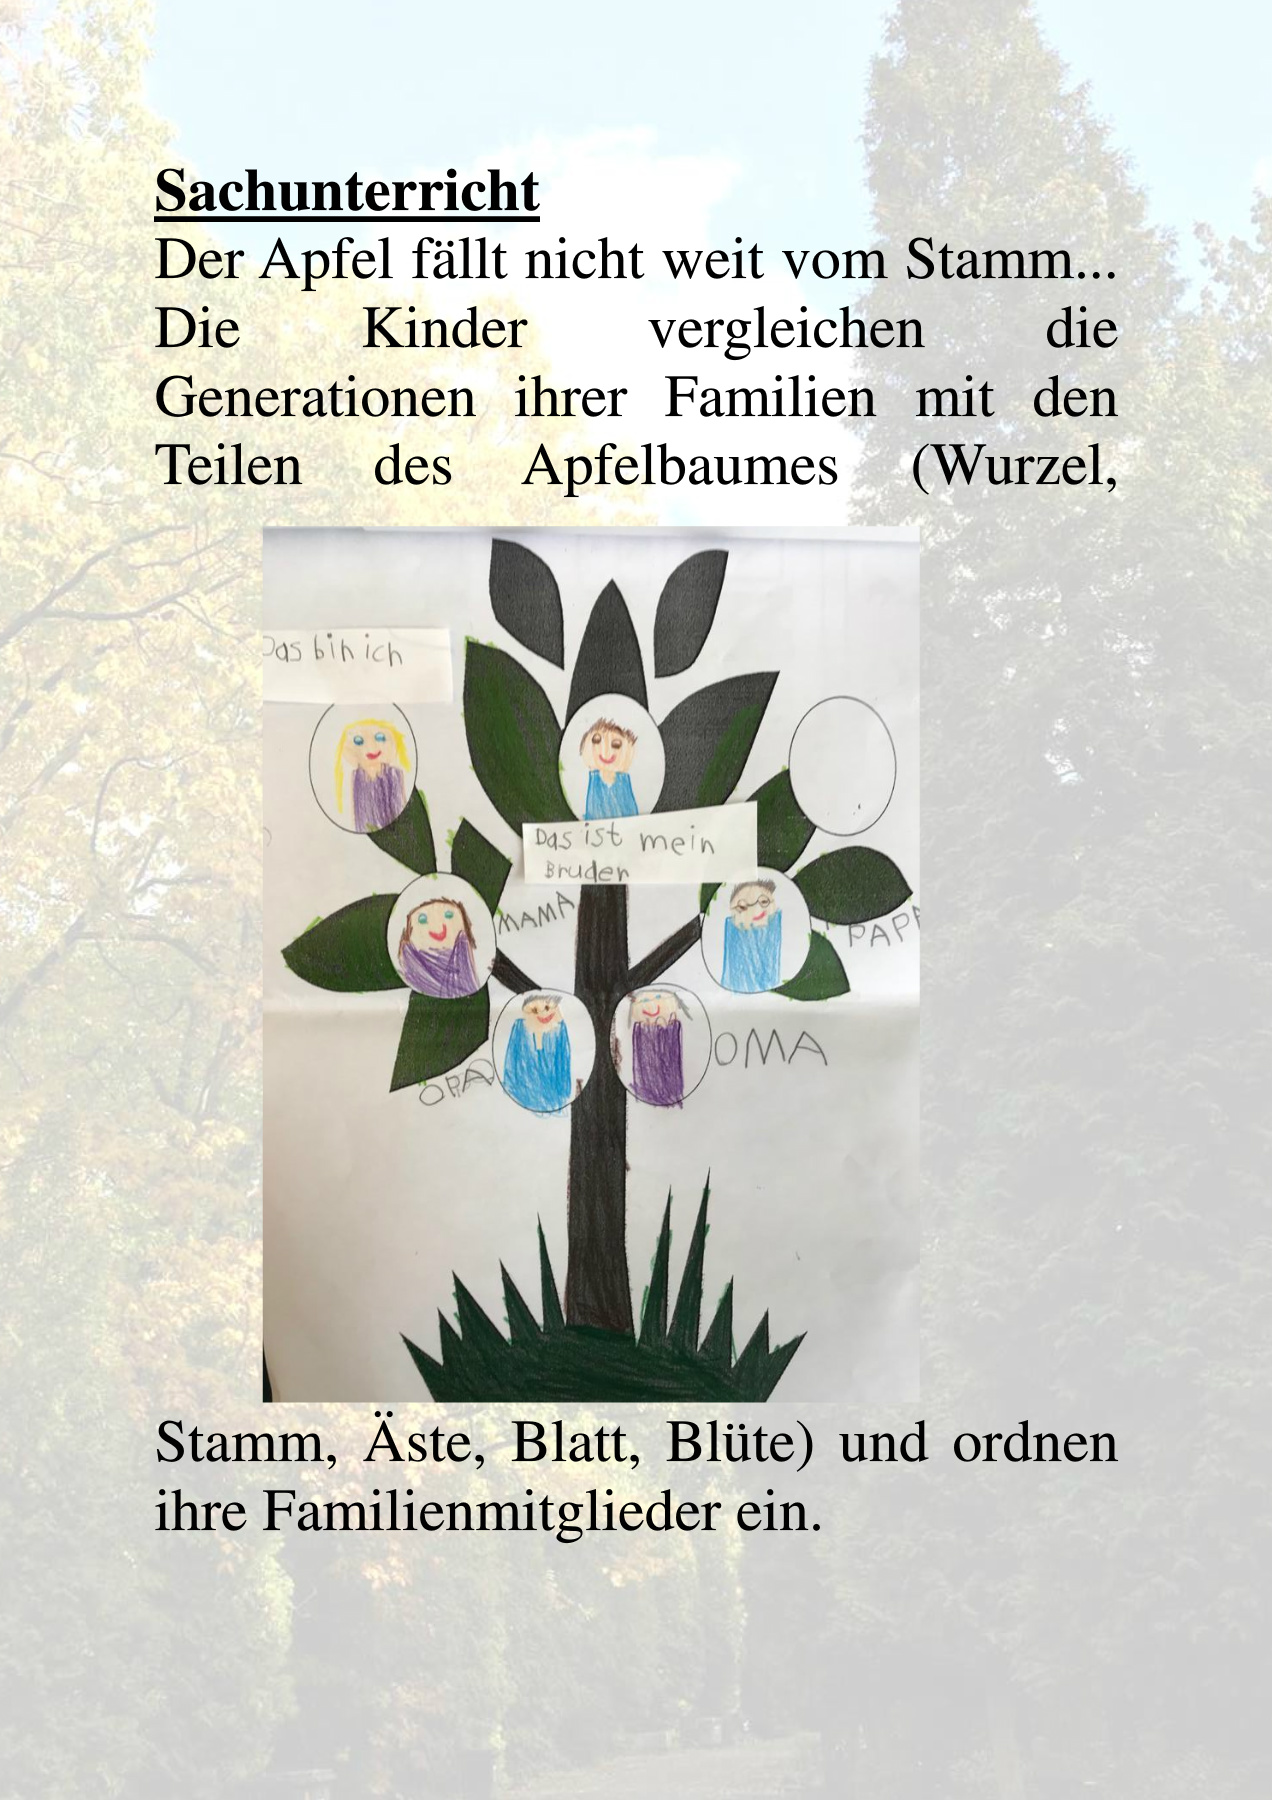 Sachunterricht
Der Apfel fällt nicht weit vom Stamm...
Die Kinder vergleichen die
Generationen ihrer Familien mit den
Teilen des Apfelbaumes (Wurzel,
Das bin ich
Das ist mein
Bruder
MAMA
PAPA
OPA
OMA
Stamm, Äste, Blatt, Blüte) und ordnen
ihre Familienmitglieder ein.